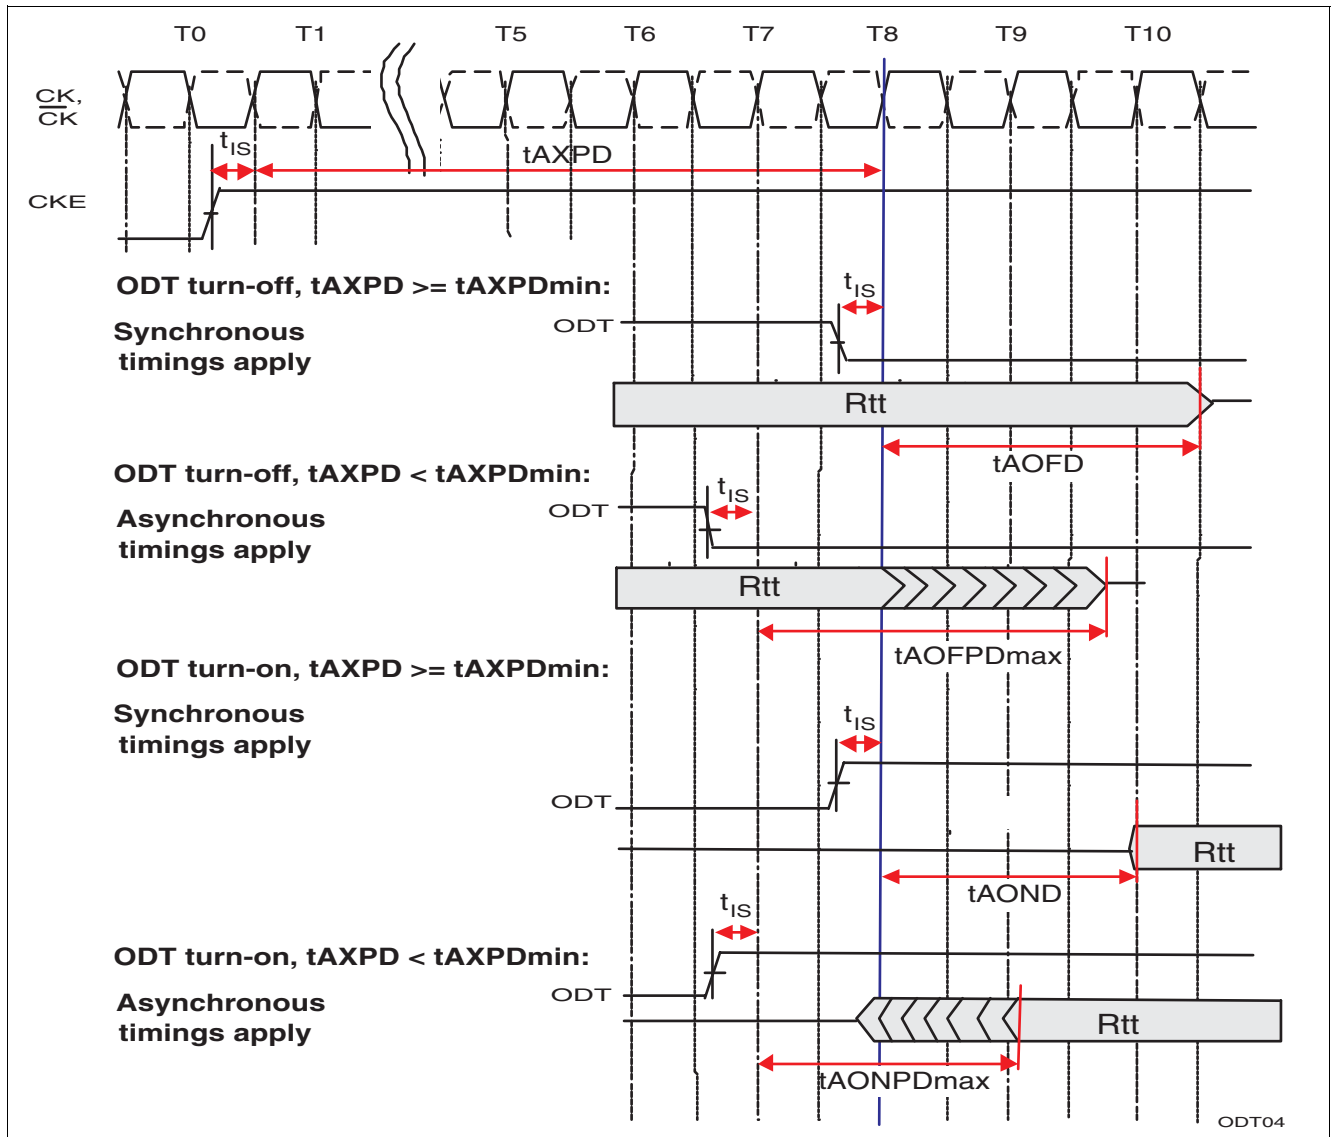 T0 T1 T5 T6 T7 T8 T9 T10
CK,
CK
tIS
tAXPD
CKE
ODT turn-off, tAXPD >= tAXPDmin:
tIS
Synchronous
timings apply
ODT
Rtt
tAOFD
ODT turn-off, tAXPD < tAXPDmin:
tIS
Asynchronous
timings apply
ODT
Rtt
tAOFPDmax
ODT turn-on, tAXPD >= tAXPDmin:
Synchronous
timings apply
tIS
ODT
Rtt
tAOND
tIS
ODT turn-on, tAXPD < tAXPDmin:
Asynchronous
timings apply
ODT
Rtt
tAONPDmax
ODT04